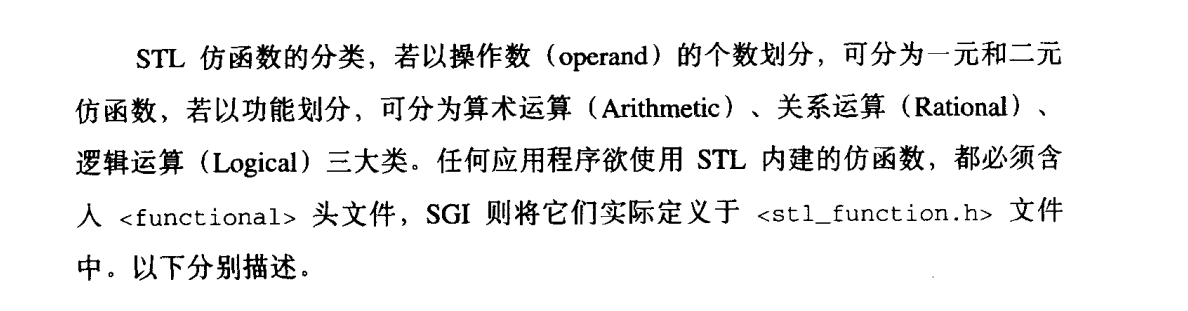 STL 仿函数的分类，若以操作数（operand）的个数划分，可分为一元和二元
仿函数，若以功能划分，可分为算术运算（Arithmetic）、关系运算（Rational）、
逻辑运算（Logical）三大类。任何应用程序欲使用 STL 内建的仿函数，都必须含
入 <functional> 头文件，SGI 则将它们实际定义于 <stl_function.h> 文件
中。以下分别描述。